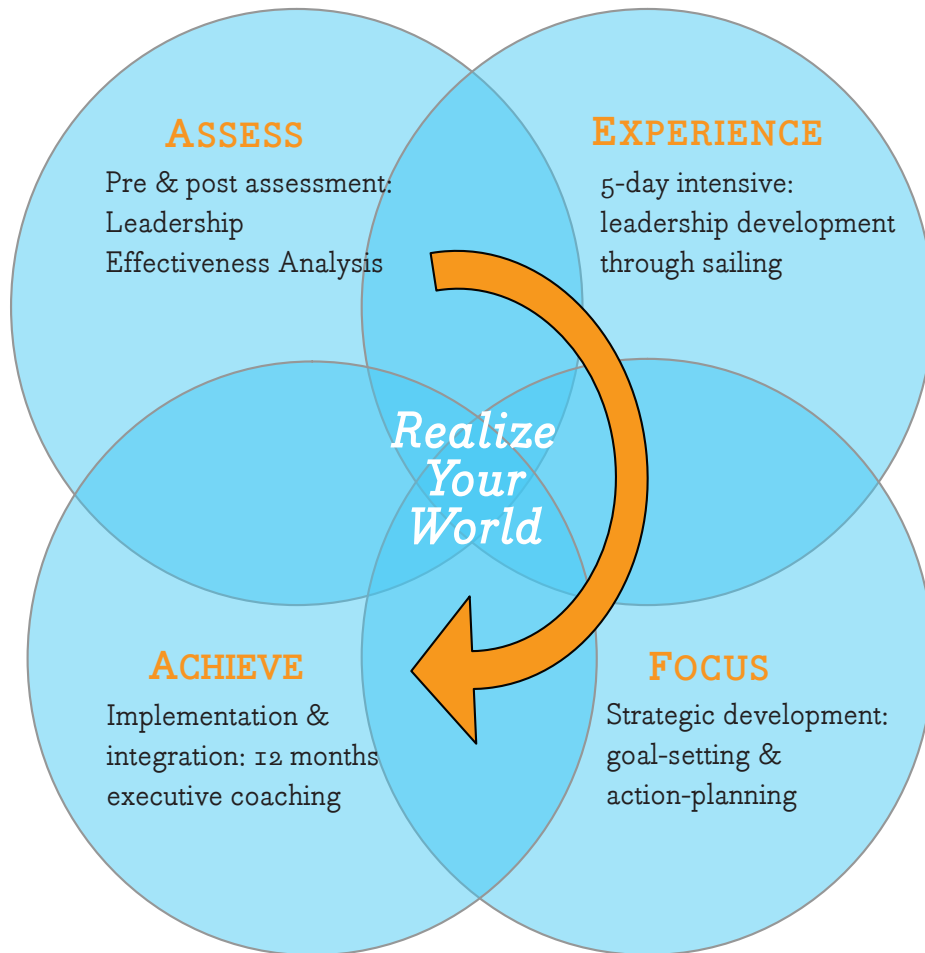 ASSESS
Pre & post assessment:
Leadership
Effectiveness Analysis
EXPERIENCE
5-day intensive:
leadership development
through sailing
Realize
Your
World
ACHIEVE
Implementation &
integration: 12 months
executive coaching
FOCUS
Strategic development:
goal-setting &
action-planning